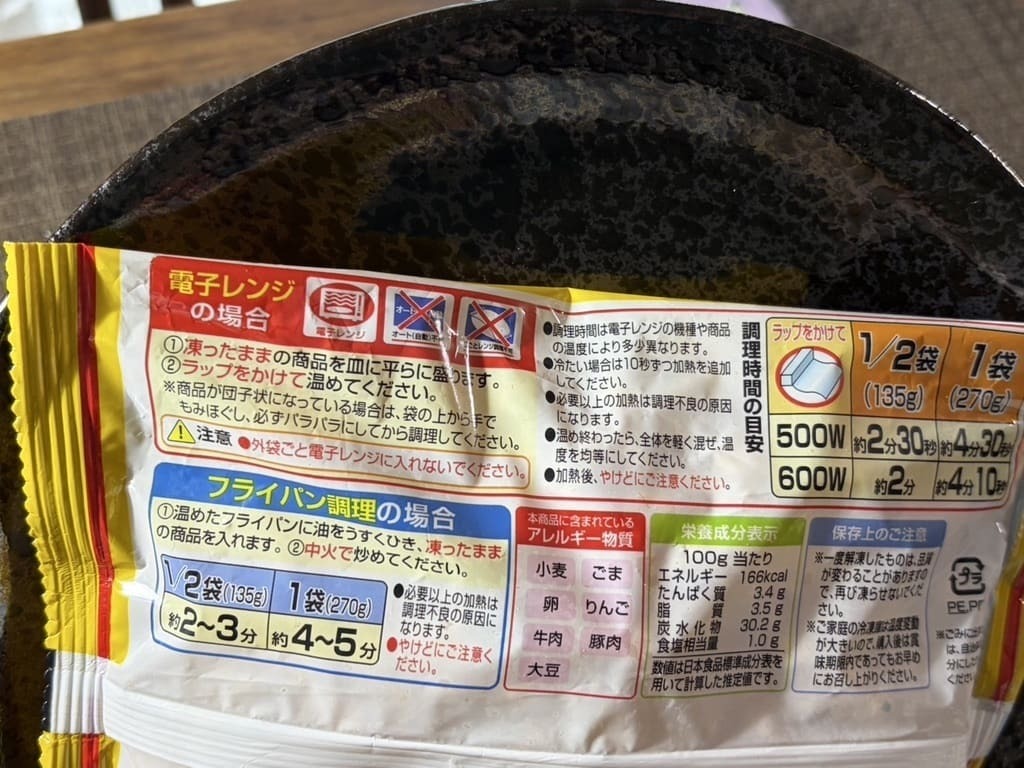 電子レンジ
の場合
電子レンジ
①凍ったままの商品を皿に平らに盛ります。
②ラップをかけて温めてください。
※商品が団子状になっている場合は、袋の上から手で
もみほぐし、必ずバラバラにしてから調理してください。
注意 ●外袋ごと電子レンジに入れないでください。
●調理時間は電子レンジの機種や商品
の温度により多少異なります。
●冷たい場合は10秒ずつ加熱を追加
してください。
●必要以上の加熱は調理不良の原因
になります。
●温め終わったら、全体を軽く混ぜ、温
度を均等にしてください。
●加熱後、やけどにご注意ください。
調理時間の目安
ラップをかけて
1/2袋
(135g)
1袋
(270g)
500W 約2分30秒 約4分30秒
600W 約2分 約4分10秒
フライパン調理の場合
①温めたフライパンに油をうすくひき、凍ったまま
の商品を入れます。②中火で炒めてください。
1/2袋(135g) 1袋(270g)
約2~3分 約4~5分
●必要以上の加熱は
調理不良の原因に
なります。
●やけどにご注意く
ださい。
本商品に含まれている
アレルギー物質
小麦 ごま
卵 りんご
牛肉 豚肉
大豆
栄養成分表示
100g当たり
エネルギー 166kcal
たんぱく質 3.4g
脂質 3.5g
炭水化物 30.2g
食塩相当量 1.0g
数値は日本食品標準成分表を
用いて計算した推定値です。
保存上のご注意
※一度解凍したものは、品質
が変わることがありますの
で、再び凍らせないでくだ
さい。
※ご家庭の冷凍庫は温度変動
が大きいので、購入後は賞
味期限内であってもお早め
にお召し上がりください。
プラ